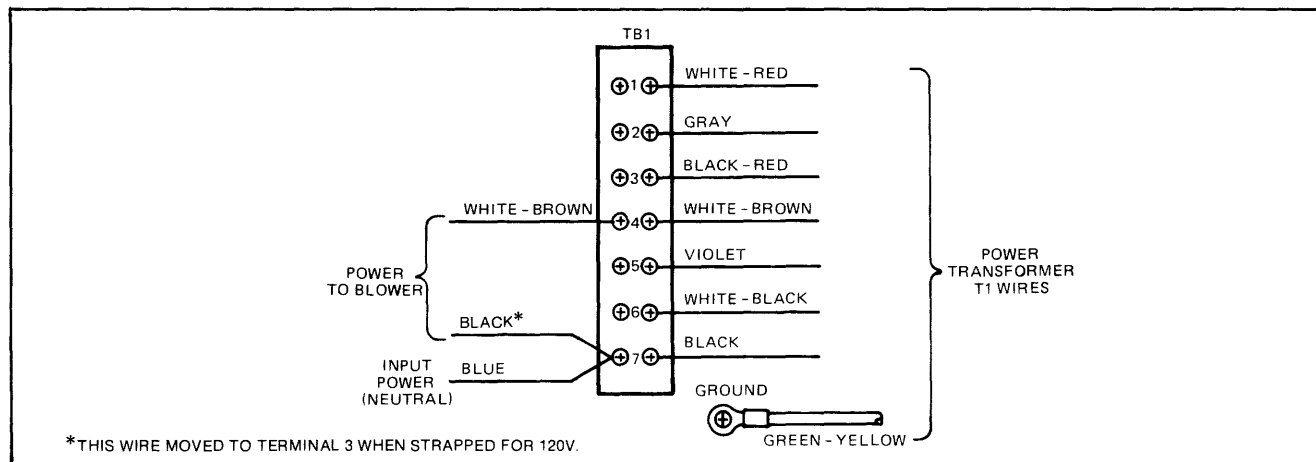 TB1
1 WHITE-RED
2 GRAY
3 BLACK-RED
WHITE-BROWN 4 WHITE-BROWN
5 VIOLET
6 WHITE-BLACK
BLACK* 7 BLACK
BLUE
POWER
TO BLOWER
INPUT
POWER
(NEUTRAL)
POWER
TRANSFORMER
T1 WIRES
GROUND
GREEN-YELLOW
*THIS WIRE MOVED TO TERMINAL 3 WHEN STRAPPED FOR 120V.